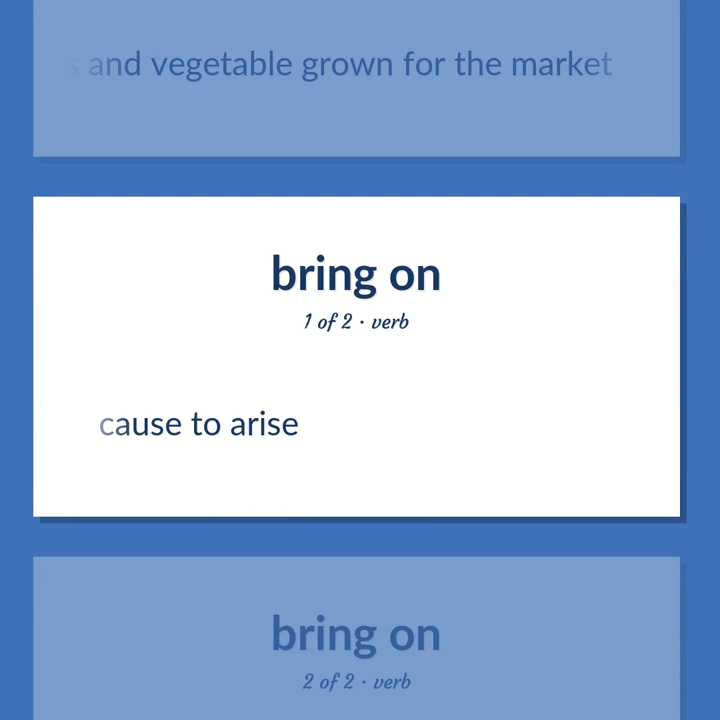 and vegetable grown for the market
bring on
1 of 2 · verb
cause to arise
bring on
2 of 2 · verb